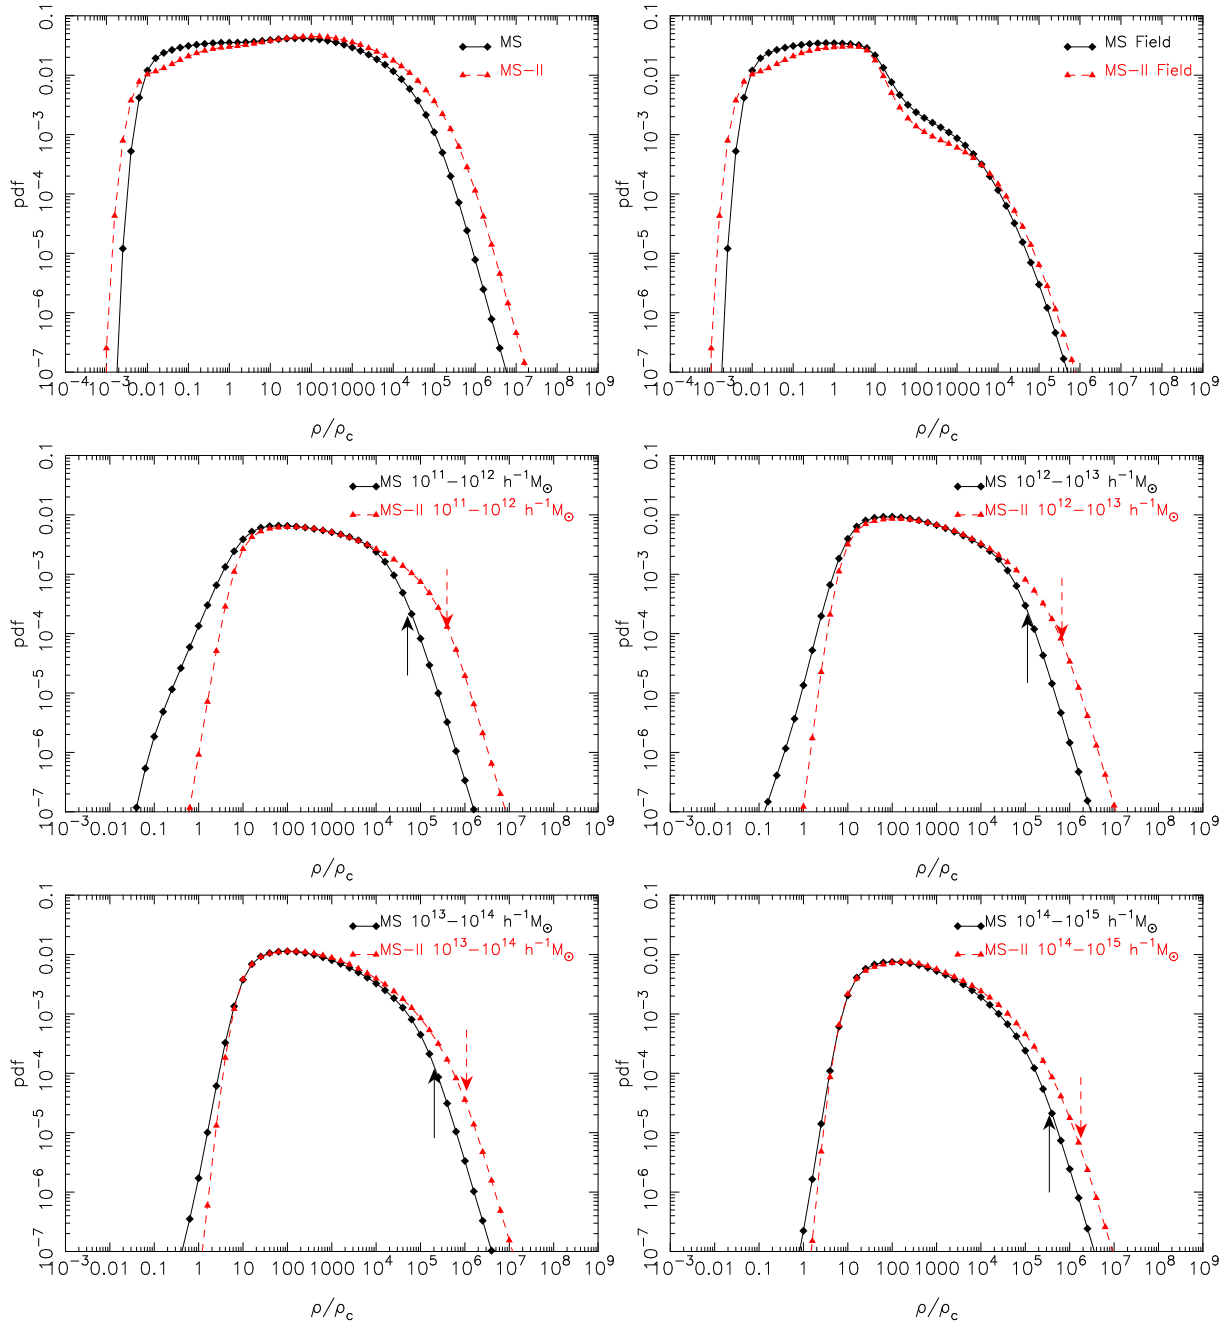 MS
MS-II
pdf
0.1
0.01
10⁻³
10⁻⁴
10⁻⁵
10⁻⁶
10⁻⁷
10⁻⁴ 10⁻³ 0.01 0.1 1 10 100 1000 10⁴ 10⁵ 10⁶ 10⁷ 10⁸ 10⁹
ρ/ρc
MS Field
MS-II Field
pdf
0.1
0.01
10⁻³
10⁻⁴
10⁻⁵
10⁻⁶
10⁻⁷
10⁻⁴ 10⁻³ 0.01 0.1 1 10 100 1000 10⁴ 10⁵ 10⁶ 10⁷ 10⁸ 10⁹
ρ/ρc
MS 10¹¹-10¹² h⁻¹M⊙
MS-II 10¹¹-10¹² h⁻¹M⊙
pdf
0.1
0.01
10⁻³
10⁻⁴
10⁻⁵
10⁻⁶
10⁻⁷
10⁻³ 0.01 0.1 1 10 100 1000 10⁴ 10⁵ 10⁶ 10⁷ 10⁸ 10⁹
ρ/ρc
MS 10¹²-10¹³ h⁻¹M⊙
MS-II 10¹²-10¹³ h⁻¹M⊙
pdf
0.1
0.01
10⁻³
10⁻⁴
10⁻⁵
10⁻⁶
10⁻⁷
10⁻³ 0.01 0.1 1 10 100 1000 10⁴ 10⁵ 10⁶ 10⁷ 10⁸ 10⁹
ρ/ρc
MS 10¹³-10¹⁴ h⁻¹M⊙
MS-II 10¹³-10¹⁴ h⁻¹M⊙
pdf
0.1
0.01
10⁻³
10⁻⁴
10⁻⁵
10⁻⁶
10⁻⁷
10⁻³ 0.01 0.1 1 10 100 1000 10⁴ 10⁵ 10⁶ 10⁷ 10⁸ 10⁹
ρ/ρc
MS 10¹⁴-10¹⁵ h⁻¹M⊙
MS-II 10¹⁴-10¹⁵ h⁻¹M⊙
pdf
0.1
0.01
10⁻³
10⁻⁴
10⁻⁵
10⁻⁶
10⁻⁷
10⁻³ 0.01 0.1 1 10 100 1000 10⁴ 10⁵ 10⁶ 10⁷ 10⁸ 10⁹
ρ/ρc